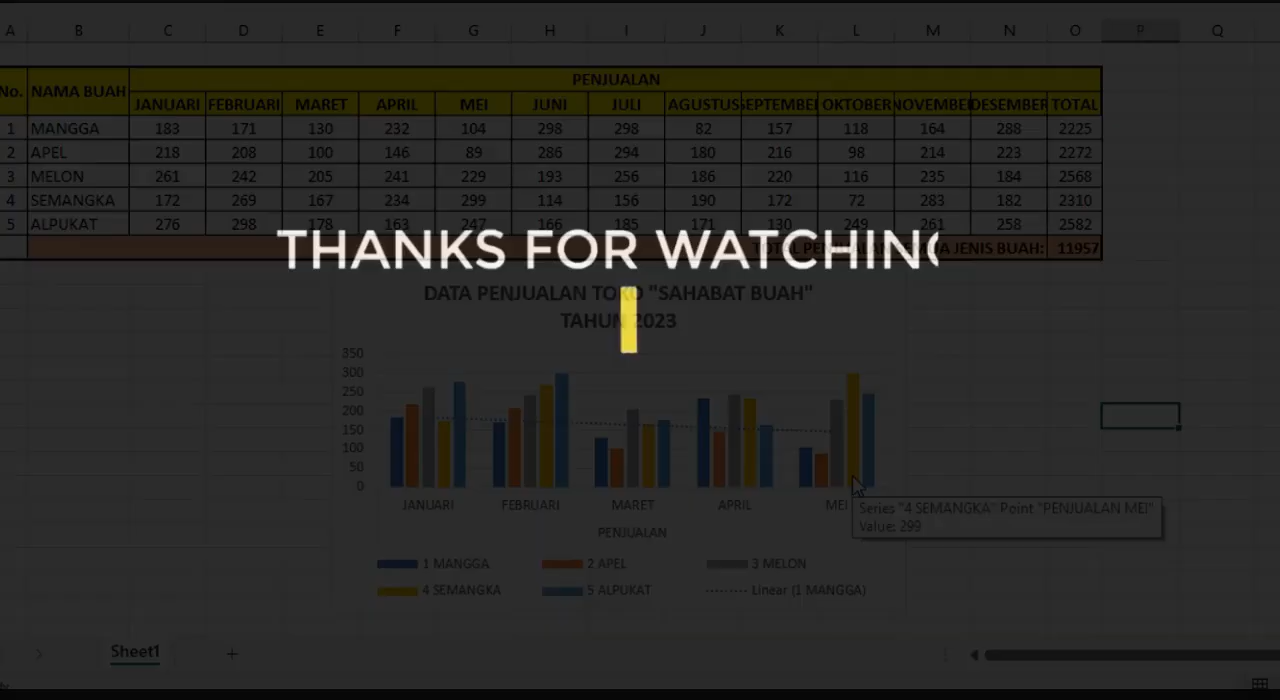 A B C D E F G H I J K L M N O P Q
No. NAMA BUAH PENJUALAN
JANUARI FEBRUARI MARET APRIL MEI JUNI JULI AGUSTUS SEPTEMBE OKTOBER NOVEMBE DESEMBER TOTAL
1 MANGGA 183 171 130 232 104 298 298 82 157 118 164 288 2225
2 APEL 218 208 100 146 89 286 294 180 216 98 214 223 2272
3 MELON 261 242 205 241 229 193 256 186 220 116 235 184 2568
4 SEMANGKA 172 269 167 234 299 114 156 190 172 72 283 182 2310
5 ALPUKAT 276 298 178 163 247 166 185 171 130 249 261 258 2582
TOTAL PENJUALAN SEMUA JENIS BUAH: 11957
THANKS FOR WATCHING
DATA PENJUALAN TOKO "SAHABAT BUAH"
TAHUN 2023
350
300
250
200
150
100
50
0
JANUARI FEBRUARI MARET APRIL MEI
PENJUALAN
Series "4 SEMANGKA" Point "PENJUALAN MEI"
Value: 299
1 MANGGA 2 APEL 3 MELON
4 SEMANGKA 5 ALPUKAT Linear (1 MANGGA)
Sheet1